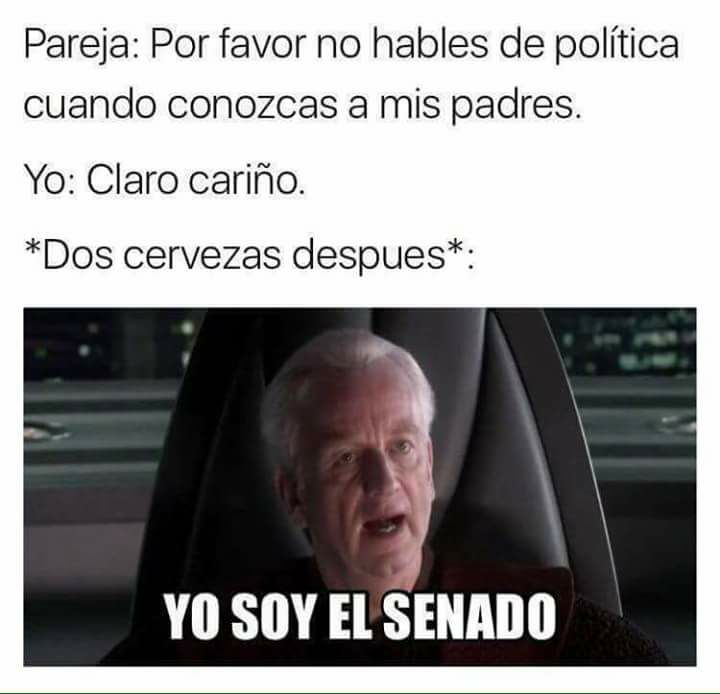 Pareja: Por favor no hables de política
cuando conozcas a mis padres.
Yo: Claro cariño.
*Dos cervezas despues*:
YO SOY EL SENADO